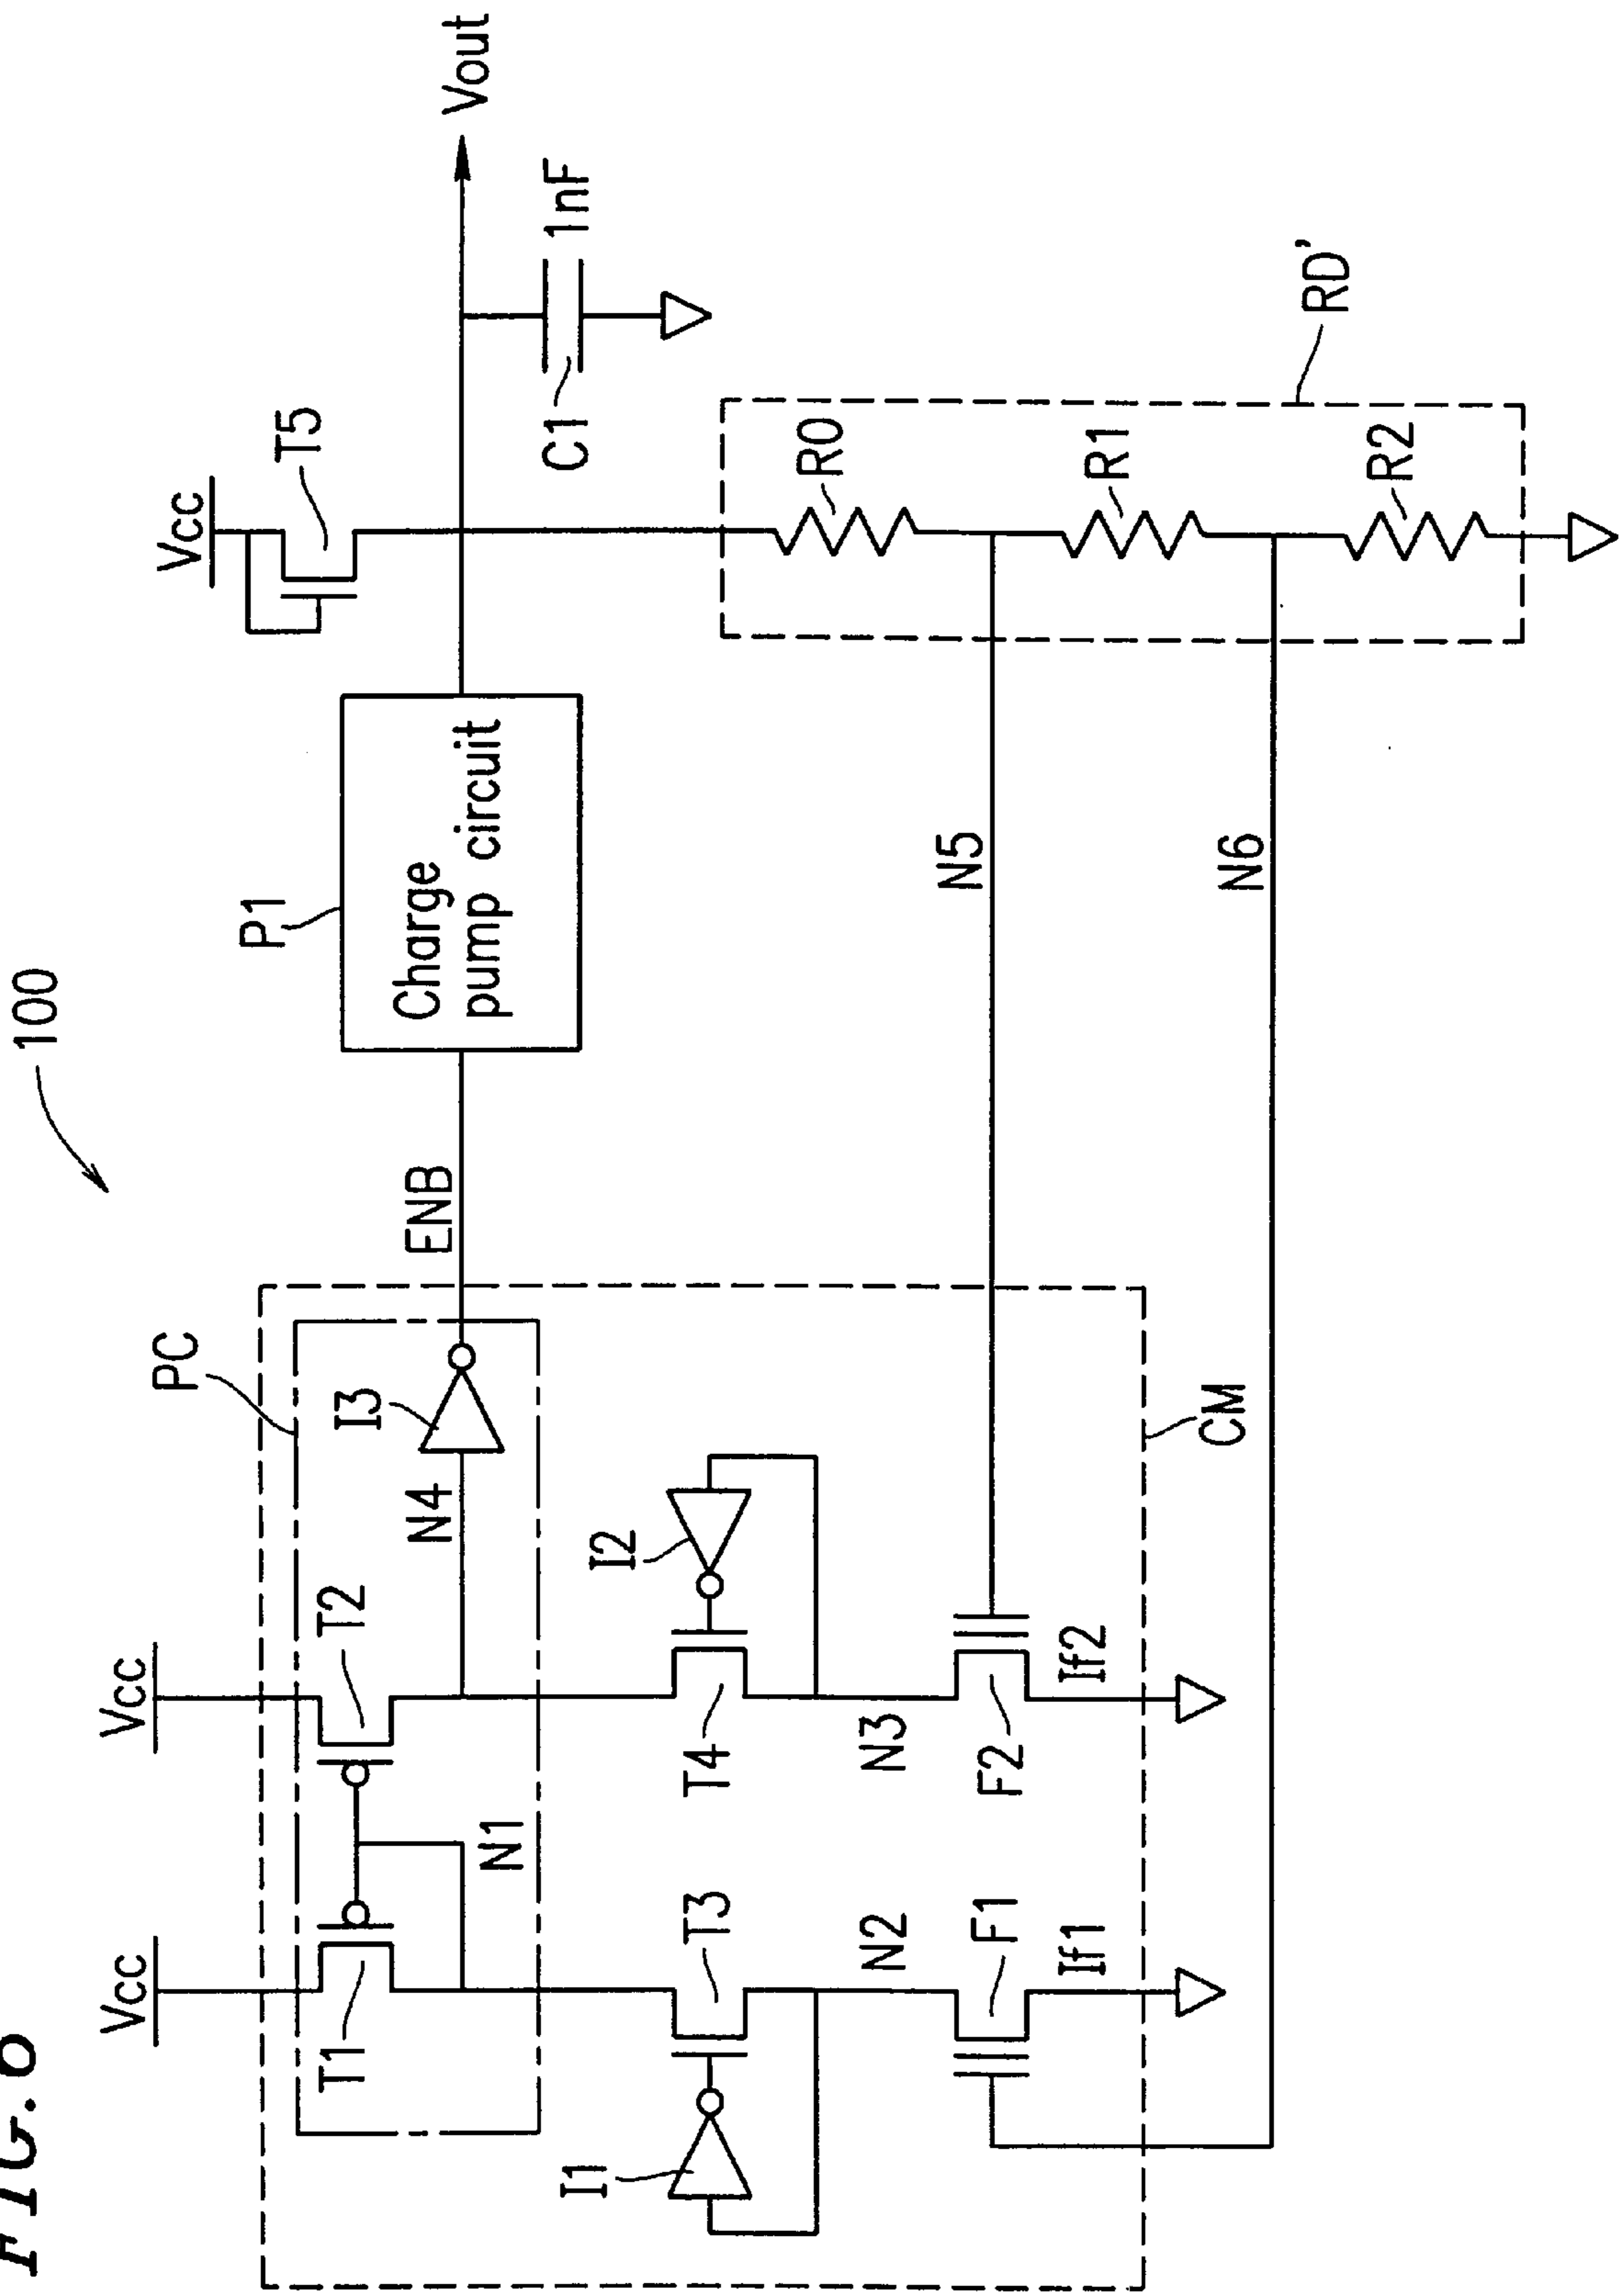 FIG.
100
Vcc
Vcc
PC
Vcc
P1
T5
T1
T2
I3
ENB
Charge
pump circuit
Vout
N4
N1
C1
1nF
I1
T3
I2
T4
R0
N2
N3
N5
F1
F2
R1
If1
If2
CM
N6
RD'
R2